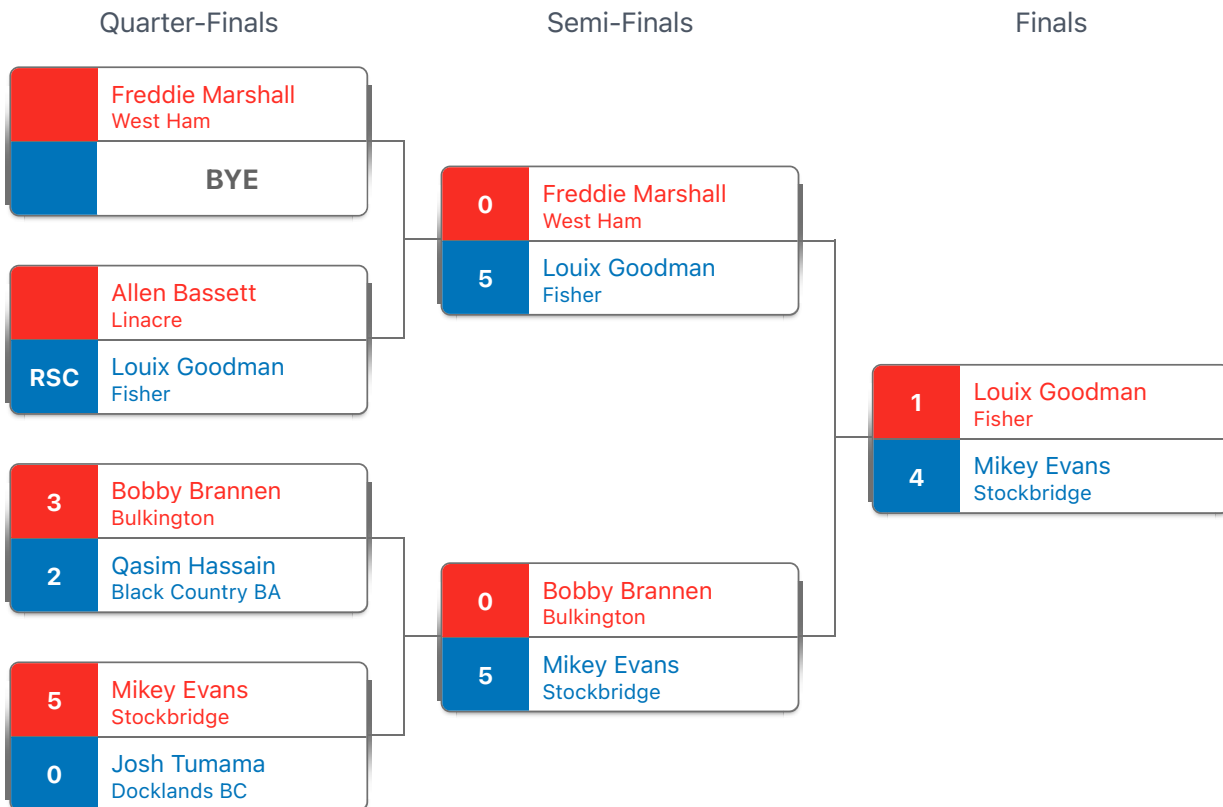 Quarter-Finals
Semi-Finals
Finals
Freddie Marshall
West Ham
BYE
Allen Bassett
Linacre
RSC
Louix Goodman
Fisher
3
Bobby Brannen
Bulkington
2
Qasim Hassain
Black Country BA
5
Mikey Evans
Stockbridge
0
Josh Tumama
Docklands BC
0
Freddie Marshall
West Ham
5
Louix Goodman
Fisher
0
Bobby Brannen
Bulkington
5
Mikey Evans
Stockbridge
1
Louix Goodman
Fisher
4
Mikey Evans
Stockbridge